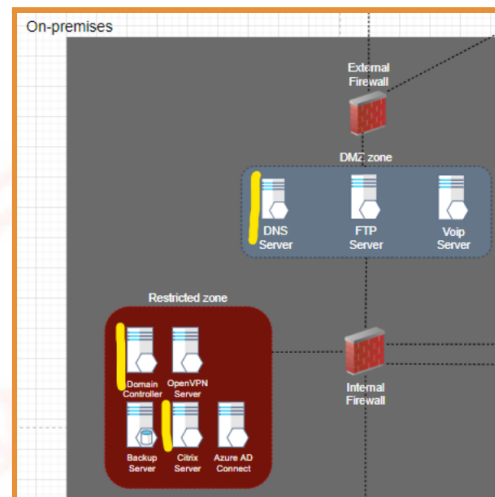 On-premises
External
Firewall
DMZ zone
DNS
Server
FTP
Server
Voip
Server
Restricted zone
Domain
Controller
OpenVPN
Server
Internal
Firewall
Backup
Server
Citrix
Server
Azure AD
Connect